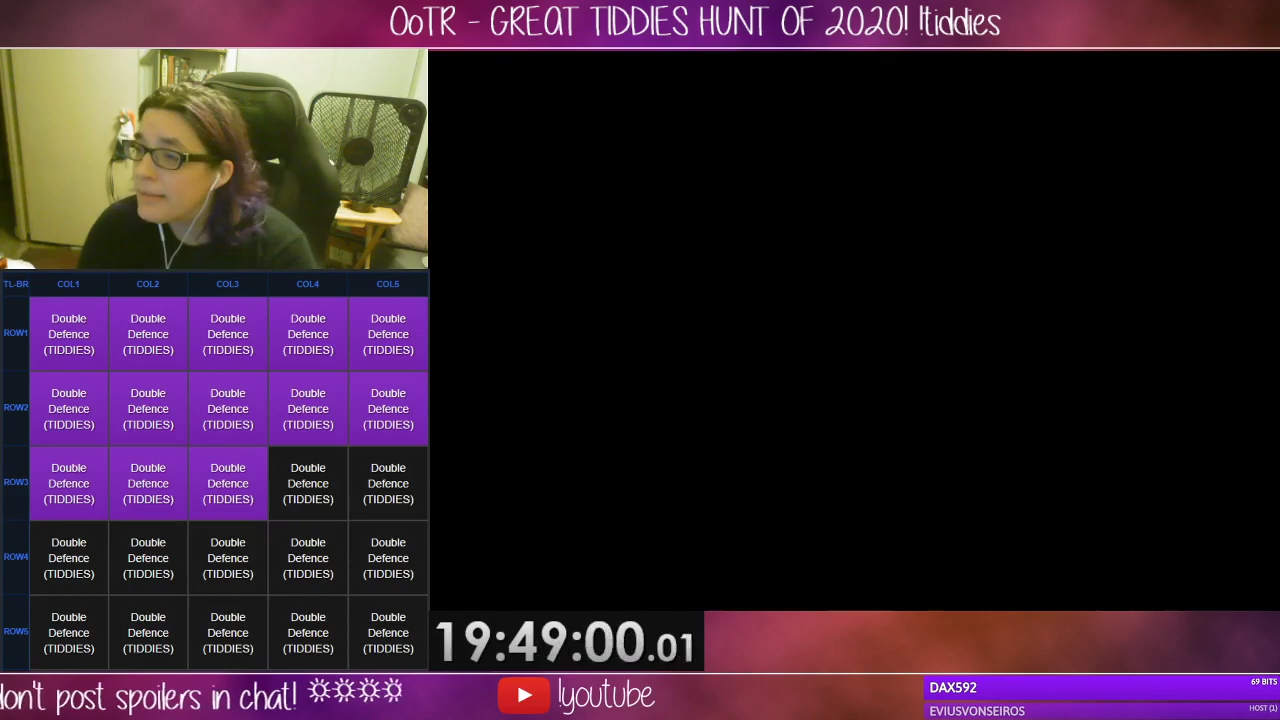 OoTR - GREAT TIDDIES HUNT OF 2020! !tiddies
TL-BR COL1 COL2 COL3 COL4 COL5
ROW1
Double Double Double Double Double
Defence Defence Defence Defence Defence
(TIDDIES) (TIDDIES) (TIDDIES) (TIDDIES) (TIDDIES)
ROW2
Double Double Double Double Double
Defence Defence Defence Defence Defence
(TIDDIES) (TIDDIES) (TIDDIES) (TIDDIES) (TIDDIES)
ROW3
Double Double Double Double Double
Defence Defence Defence Defence Defence
(TIDDIES) (TIDDIES) (TIDDIES) (TIDDIES) (TIDDIES)
ROW4
Double Double Double Double Double
Defence Defence Defence Defence Defence
(TIDDIES) (TIDDIES) (TIDDIES) (TIDDIES) (TIDDIES)
ROW5
Double Double Double Double Double
Defence Defence Defence Defence Defence
(TIDDIES) (TIDDIES) (TIDDIES) (TIDDIES) (TIDDIES)
19:49:00.01
don't post spoilers in chat! !youtube
DAX592 69 BITS
EVIUSVONSEIROS HOST (1)